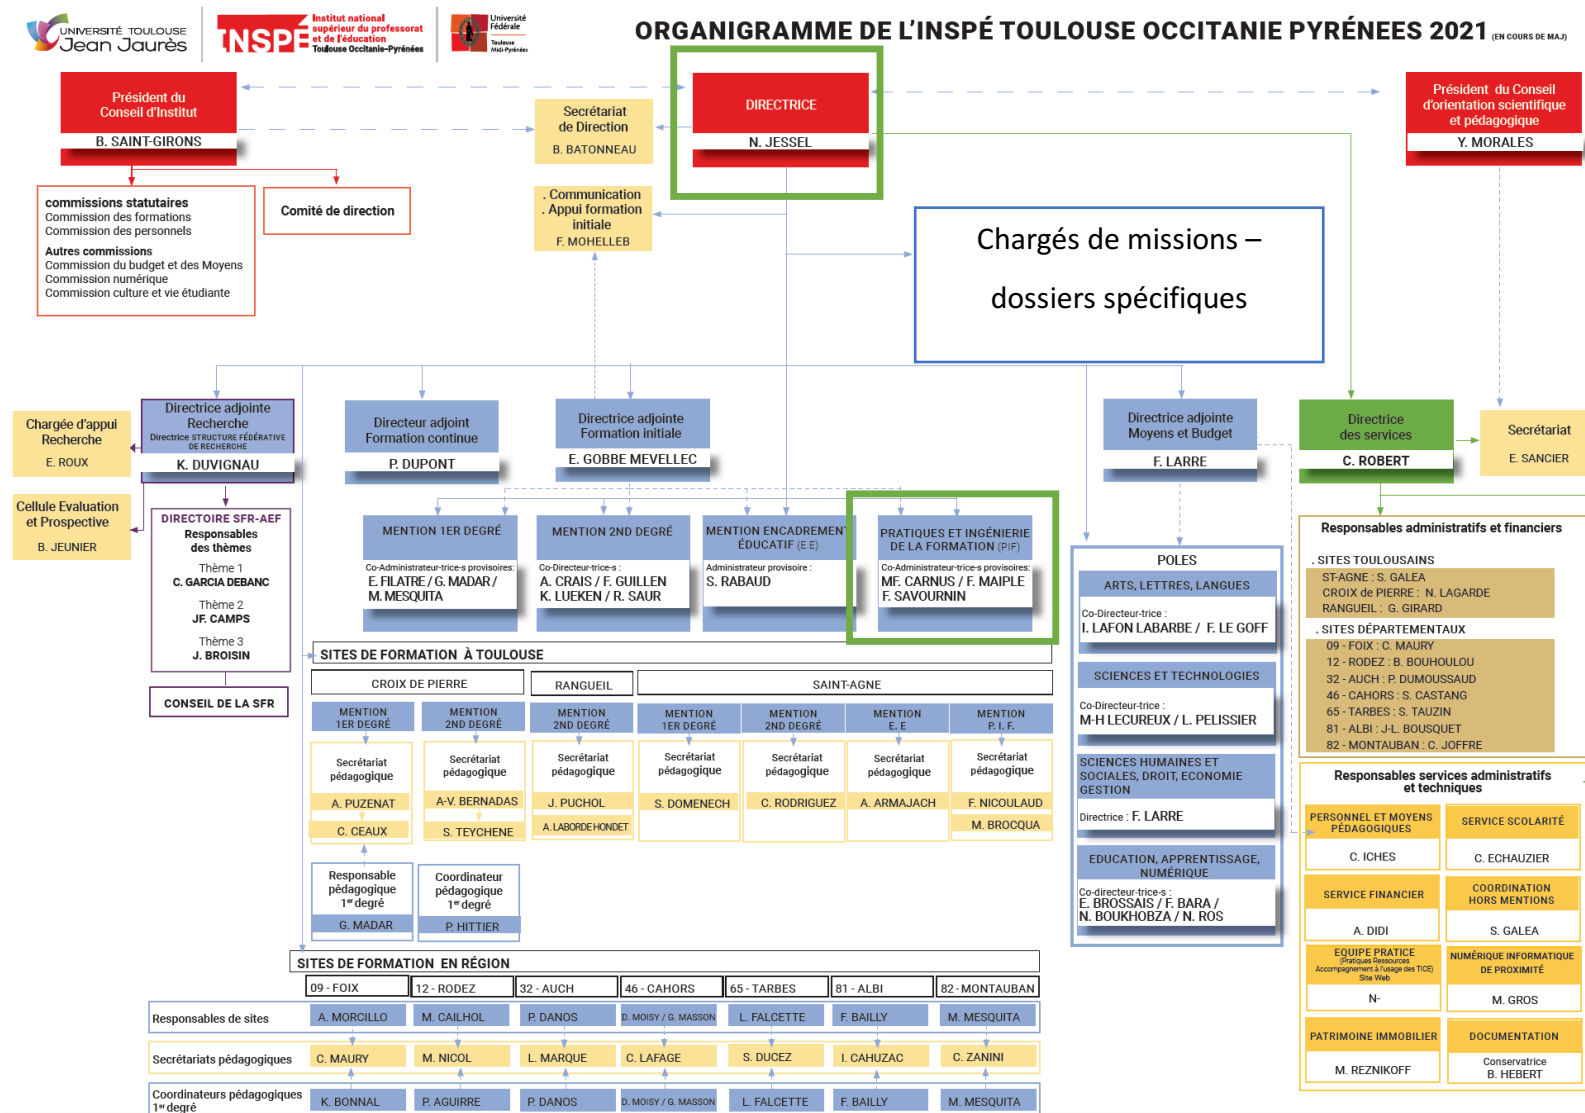 UNIVERSITÉ TOULOUSE
Jean Jaurès
INSPÉ
Institut national
supérieur du professorat
et de l'éducation
Toulouse Occitanie-Pyrénées
Université
Fédérale
Toulouse
Midi-Pyrénées
ORGANIGRAMME DE L'INSPÉ TOULOUSE OCCITANIE PYRÉNEES 2021 (EN COURS DE MAJ)
Président du
Conseil d'Institut
B. SAINT-GIRONS
Secrétariat
de Direction
B. BATONNEAU
DIRECTRICE
N. JESSEL
Président du Conseil
d'orientation scientifique
et pédagogique
Y. MORALES
commissions statutaires
Commission des formations
Commission des personnels
Autres commissions
Commission du budget et des Moyens
Commission numérique
Commission culture et vie étudiante
Comité de direction
. Communication
. Appui formation
initiale
F. MOHELLEB
Chargés de missions –
dossiers spécifiques
Chargée d'appui
Recherche
E. ROUX
Directrice adjointe
Recherche
Directrice STRUCTURE FÉDÉRATIVE
DE RECHERCHE
K. DUVIGNAU
Directeur adjoint
Formation continue
P. DUPONT
Directrice adjointe
Formation initiale
E. GOBBE MEVELLEC
Directrice adjointe
Moyens et Budget
F. LARRE
Directrice
des services
C. ROBERT
Secrétariat
E. SANCIER
Cellule Evaluation
et Prospective
B. JEUNIER
DIRECTOIRE SFR-AEF
Responsables
des thèmes
Thème 1
C. GARCIA DEBANC
Thème 2
JF. CAMPS
Thème 3
J. BROISIN
CONSEIL DE LA SFR
MENTION 1ER DEGRÉ
Co-Administrateur-trice-s provisoires:
E. FILATRE / G. MADAR /
M. MESQUITA
MENTION 2ND DEGRÉ
Co-Directeur-trice-s :
A. CRAIS / F. GUILLEN
K. LUEKEN / R. SAUR
MENTION ENCADREMENT
ÉDUCATIF (E.E)
Administrateur provisoire :
S. RABAUD
PRATIQUES ET INGÉNIERIE
DE LA FORMATION (PIF)
Co-Administrateur-trice-s provisoires:
MF. CARNUS / F. MAIPLE
F. SAVOURNIN
POLES
ARTS, LETTRES, LANGUES
Co-Directeur-trice :
I. LAFON LABARBE / F. LE GOFF
SCIENCES ET TECHNOLOGIES
Co-Directeur-trice :
M-H LECUREUX / L. PELISSIER
SCIENCES HUMAINES ET
SOCIALES, DROIT, ECONOMIE
GESTION
Directrice : F. LARRE
EDUCATION, APPRENTISSAGE,
NUMÉRIQUE
Co-directeur-trice-s :
E. BROSSAIS / F. BARA /
N. BOUKHOBZA / N. ROS
Responsables administratifs et financiers
. SITES TOULOUSAINS
ST-AGNE : S. GALEA
CROIX de PIERRE : N. LAGARDE
RANGUEIL : G. GIRARD
. SITES DÉPARTEMENTAUX
09 - FOIX : C. MAURY
12 - RODEZ : B. BOUHOULOU
32 - AUCH : P. DUMOUSSAUD
46 - CAHORS : S. CASTANG
65 - TARBES : S. TAUZIN
81 - ALBI : J-L. BOUSQUET
82 - MONTAUBAN : C. JOFFRE
Responsables services administratifs
et techniques
PERSONNEL ET MOYENS
PÉDAGOGIQUES
C. ICHES
SERVICE SCOLARITÉ
C. ECHAUZIER
SERVICE FINANCIER
A. DIDI
COORDINATION
HORS MENTIONS
S. GALEA
EQUIPE PRATICE
(Pratiques Ressources
Accompagnement à l'usage des TICE)
Site Web
N-
NUMÉRIQUE INFORMATIQUE
DE PROXIMITÉ
M. GROS
PATRIMOINE IMMOBILIER
M. REZNIKOFF
DOCUMENTATION
Conservatrice
B. HEBERT
SITES DE FORMATION À TOULOUSE
CROIX DE PIERRE
RANGUEIL
SAINT-AGNE
MENTION
1ER DEGRÉ
Secrétariat
pédagogique
A. PUZENAT
C. CEAUX
MENTION
2ND DEGRÉ
Secrétariat
pédagogique
A-V. BERNADAS
S. TEYCHENE
MENTION
2ND DEGRÉ
Secrétariat
pédagogique
J. PUCHOL
A. LABORDE HONDET
MENTION
1ER DEGRÉ
Secrétariat
pédagogique
S. DOMENECH
MENTION
2ND DEGRÉ
Secrétariat
pédagogique
C. RODRIGUEZ
MENTION
E. E
Secrétariat
pédagogique
A. ARMAJACH
MENTION
P. I. F.
Secrétariat
pédagogique
F. NICOULAUD
M. BROCQUA
Responsable
pédagogique
1er degré
G. MADAR
Coordinateur
pédagogique
1er degré
P. HITTIER
SITES DE FORMATION EN RÉGION
09 - FOIX 12 - RODEZ 32 - AUCH 46 - CAHORS 65 - TARBES 81 - ALBI 82 - MONTAUBAN
Responsables de sites A. MORCILLO M. CAILHOL P. DANOS D. MOISY / G. MASSON L. FALCETTE F. BAILLY M. MESQUITA
Secrétariats pédagogiques C. MAURY M. NICOL L. MARQUE C. LAFAGE S. DUCEZ I. CAHUZAC C. ZANINI
Coordinateurs pédagogiques
1er degré K. BONNAL P. AGUIRRE P. DANOS D. MOISY / G. MASSON L. FALCETTE F. BAILLY M. MESQUITA